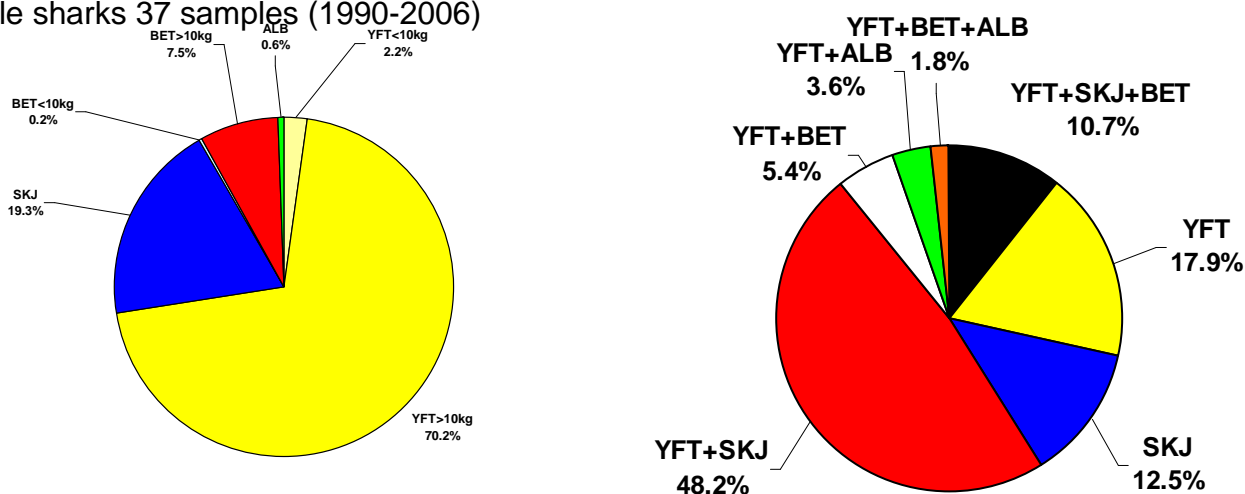 le sharks 37 samples (1990-2006)
ALB
0.6%
BET>10kg
7.5%
YFT<10kg
2.2%
BET<10kg
0.2%
SKJ
19.3%
YFT>10kg
70.2%
YFT+BET+ALB
1.8%
YFT+ALB
3.6%
YFT+SKJ+BET
10.7%
YFT+BET
5.4%
YFT
17.9%
YFT+SKJ
48.2%
SKJ
12.5%